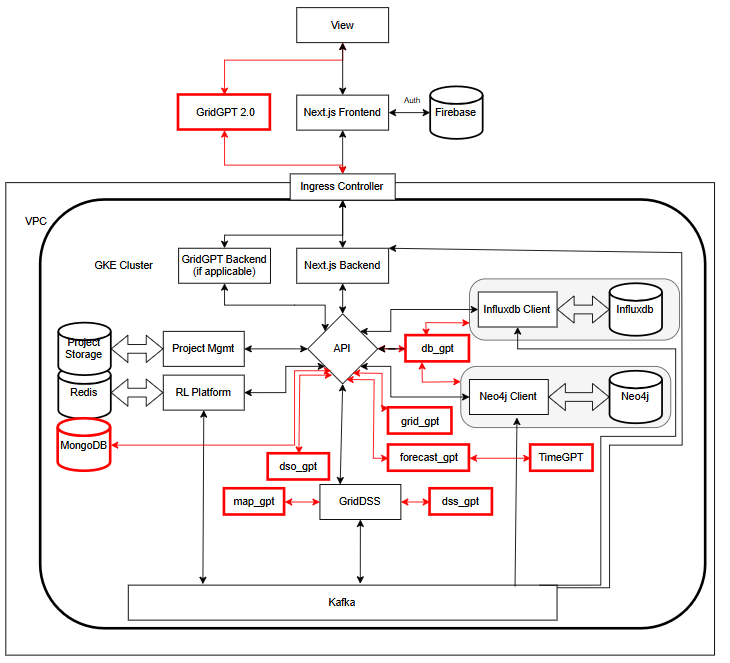 View
GridGPT 2.0
Next.js Frontend
Auth
Firebase
Ingress Controller
VPC
GKE Cluster
GridGPT Backend
(if applicable)
Next.js Backend
Influxdb Client
Influxdb
Project
Storage
Project Mgmt
API
db_gpt
Redis
RL Platform
Neo4j Client
Neo4j
grid_gpt
MongoDB
dso_gpt
forecast_gpt
TimeGPT
map_gpt
GridDSS
dss_gpt
Kafka